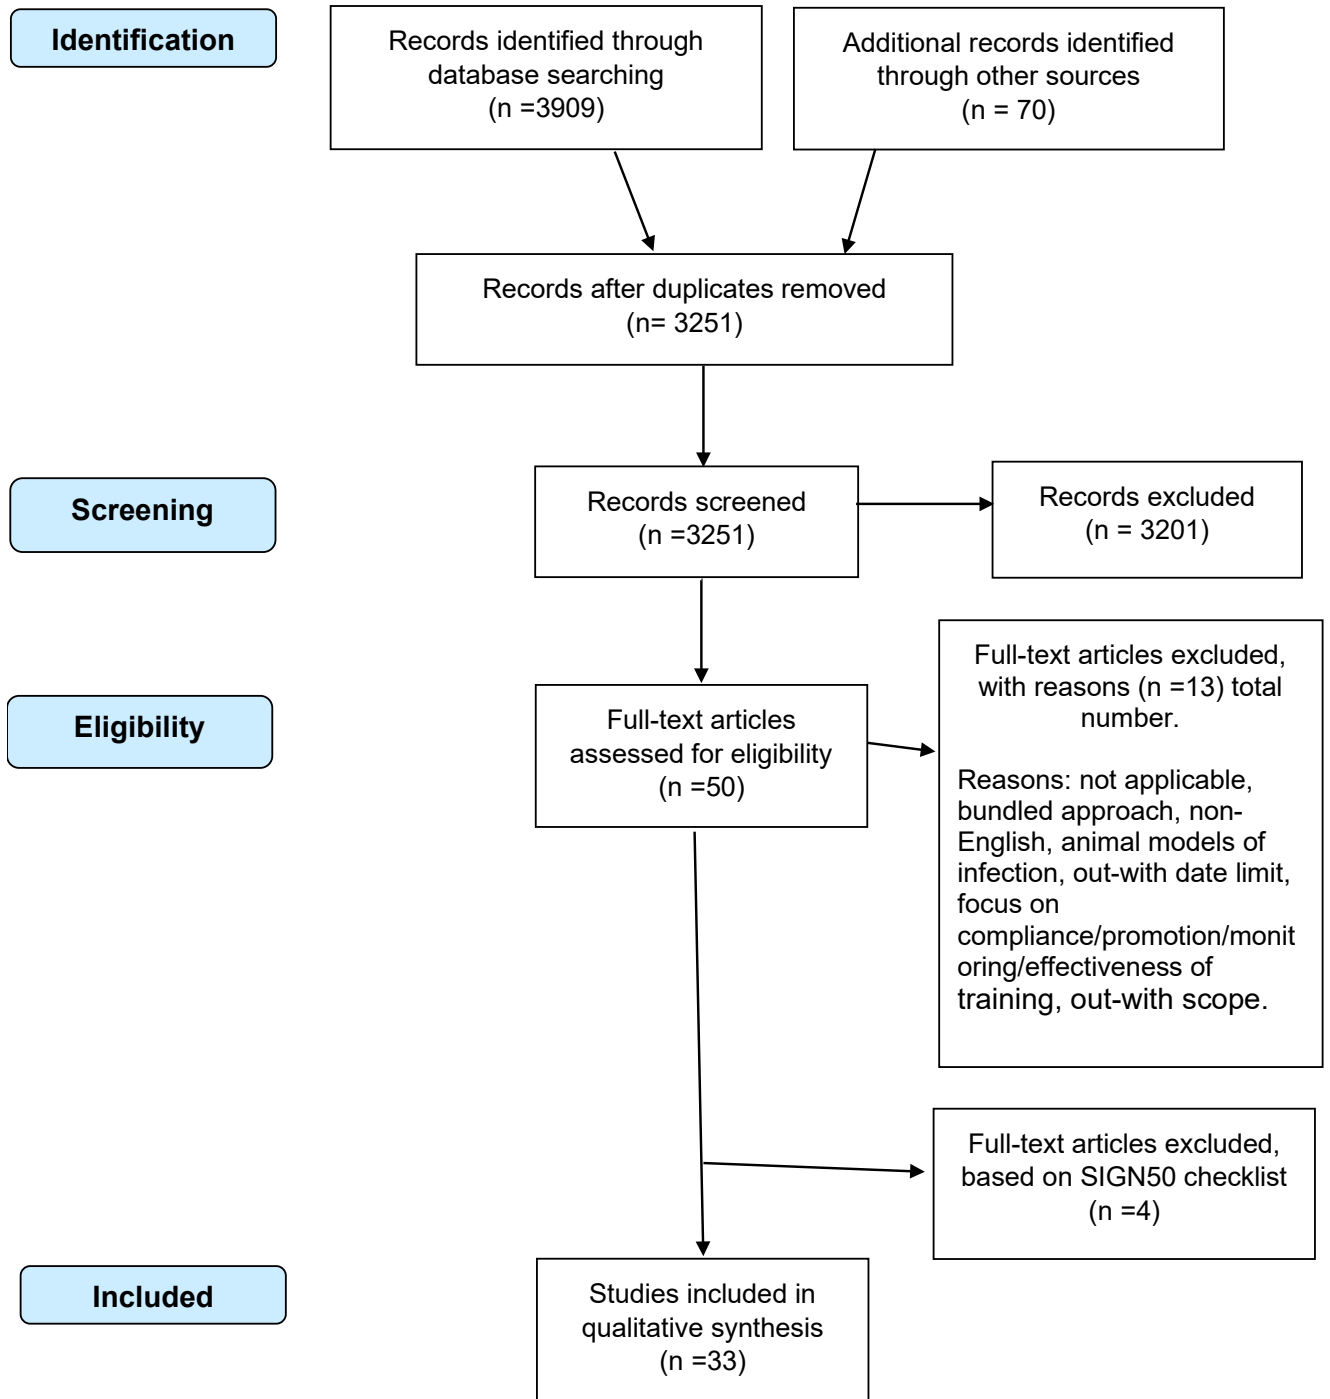 Identification
Records identified through
database searching
(n =3909)
Additional records identified
through other sources
(n = 70)
Records after duplicates removed
(n= 3251)
Screening
Records screened
(n =3251)
Records excluded
(n = 3201)
Eligibility
Full-text articles
assessed for eligibility
(n =50)
Full-text articles excluded,
with reasons (n =13) total
number.
Reasons: not applicable,
bundled approach, non-
English, animal models of
infection, out-with date limit,
focus on
compliance/promotion/monit
oring/effectiveness of
training, out-with scope.
Full-text articles excluded,
based on SIGN50 checklist
(n =4)
Included
Studies included in
qualitative synthesis
(n =33)